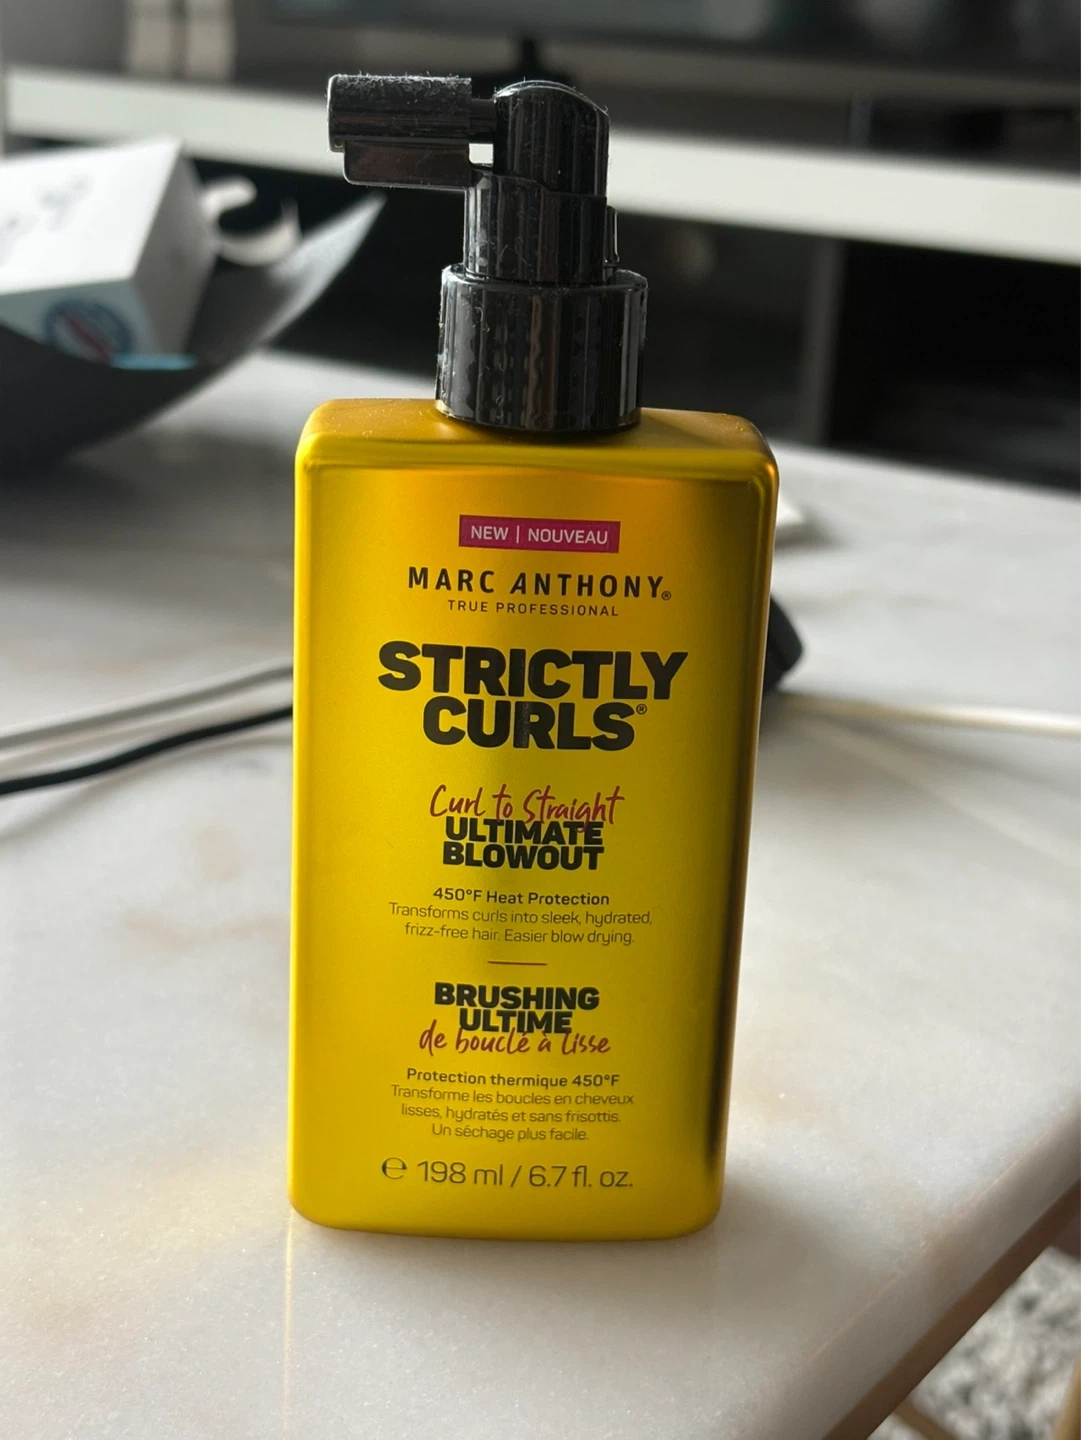 NEW | NOUVEAU
MARC ANTHONY®
TRUE PROFESSIONAL
STRICTLY
CURLS®
Curl to Straight
ULTIMATE
BLOWOUT
450°F Heat Protection
Transforms curls into sleek, hydrated,
frizz-free hair. Easier blow drying.
BRUSHING
ULTIME
de bouclé à lisse
Protection thermique 450°F
Transforme les boucles en cheveux
lisses, hydratés et sans frisottis.
Un séchage plus facile.
℮ 198 ml / 6.7 fl. oz.